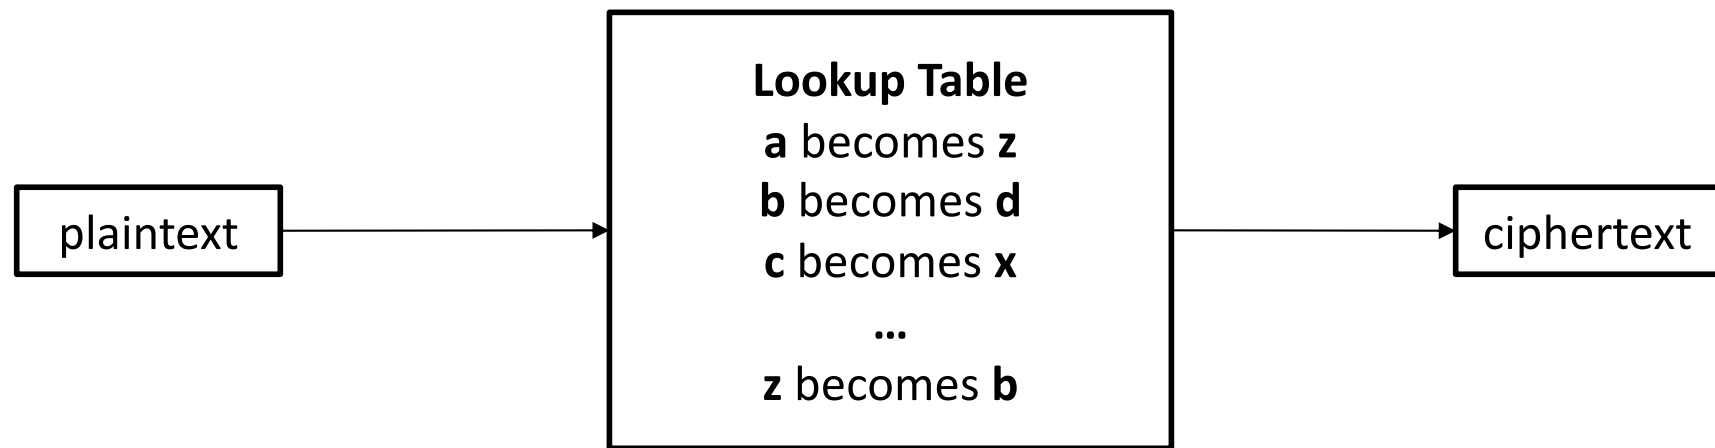 plaintext
Lookup Table
a becomes z
b becomes d
c becomes x
...
z becomes b
ciphertext